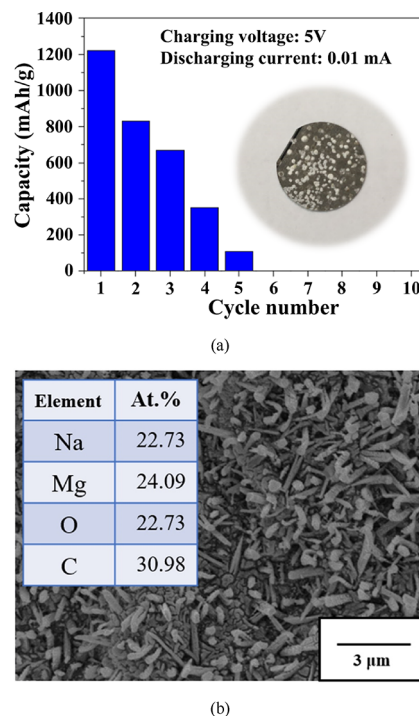 1400
1200
1000
800
600
400
200
0
Capacity (mAh/g)
Charging voltage: 5V
Discharging current: 0.01 mA
1 2 3 4 5 6 7 8 9 10
Cycle number
(a)
Element At.%
Na 22.73
Mg 24.09
O 22.73
C 30.98
3 μm
(b)